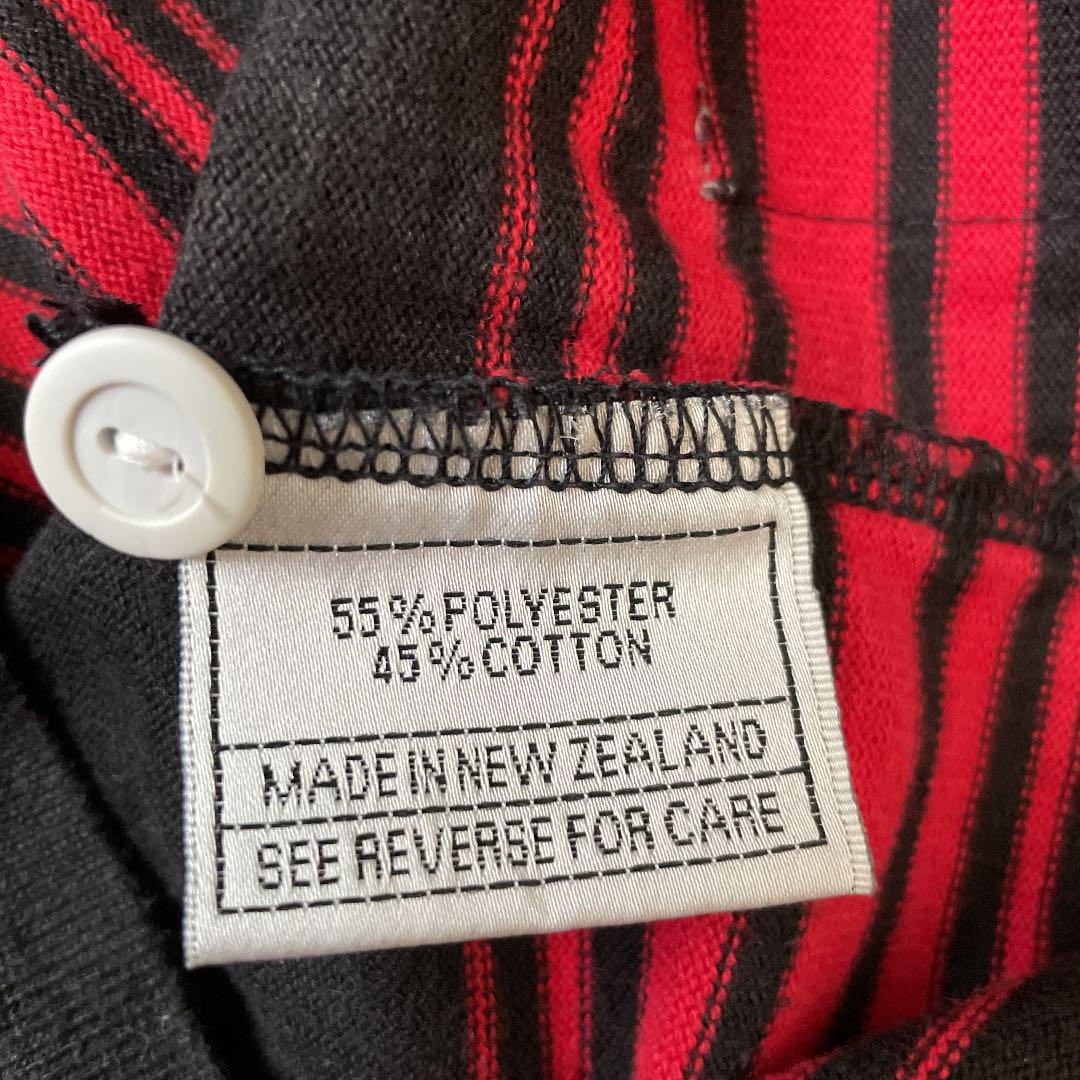 55% POLYESTER
45% COTTON
MADE IN NEW ZEALAND
SEE REVERSE FOR CARE